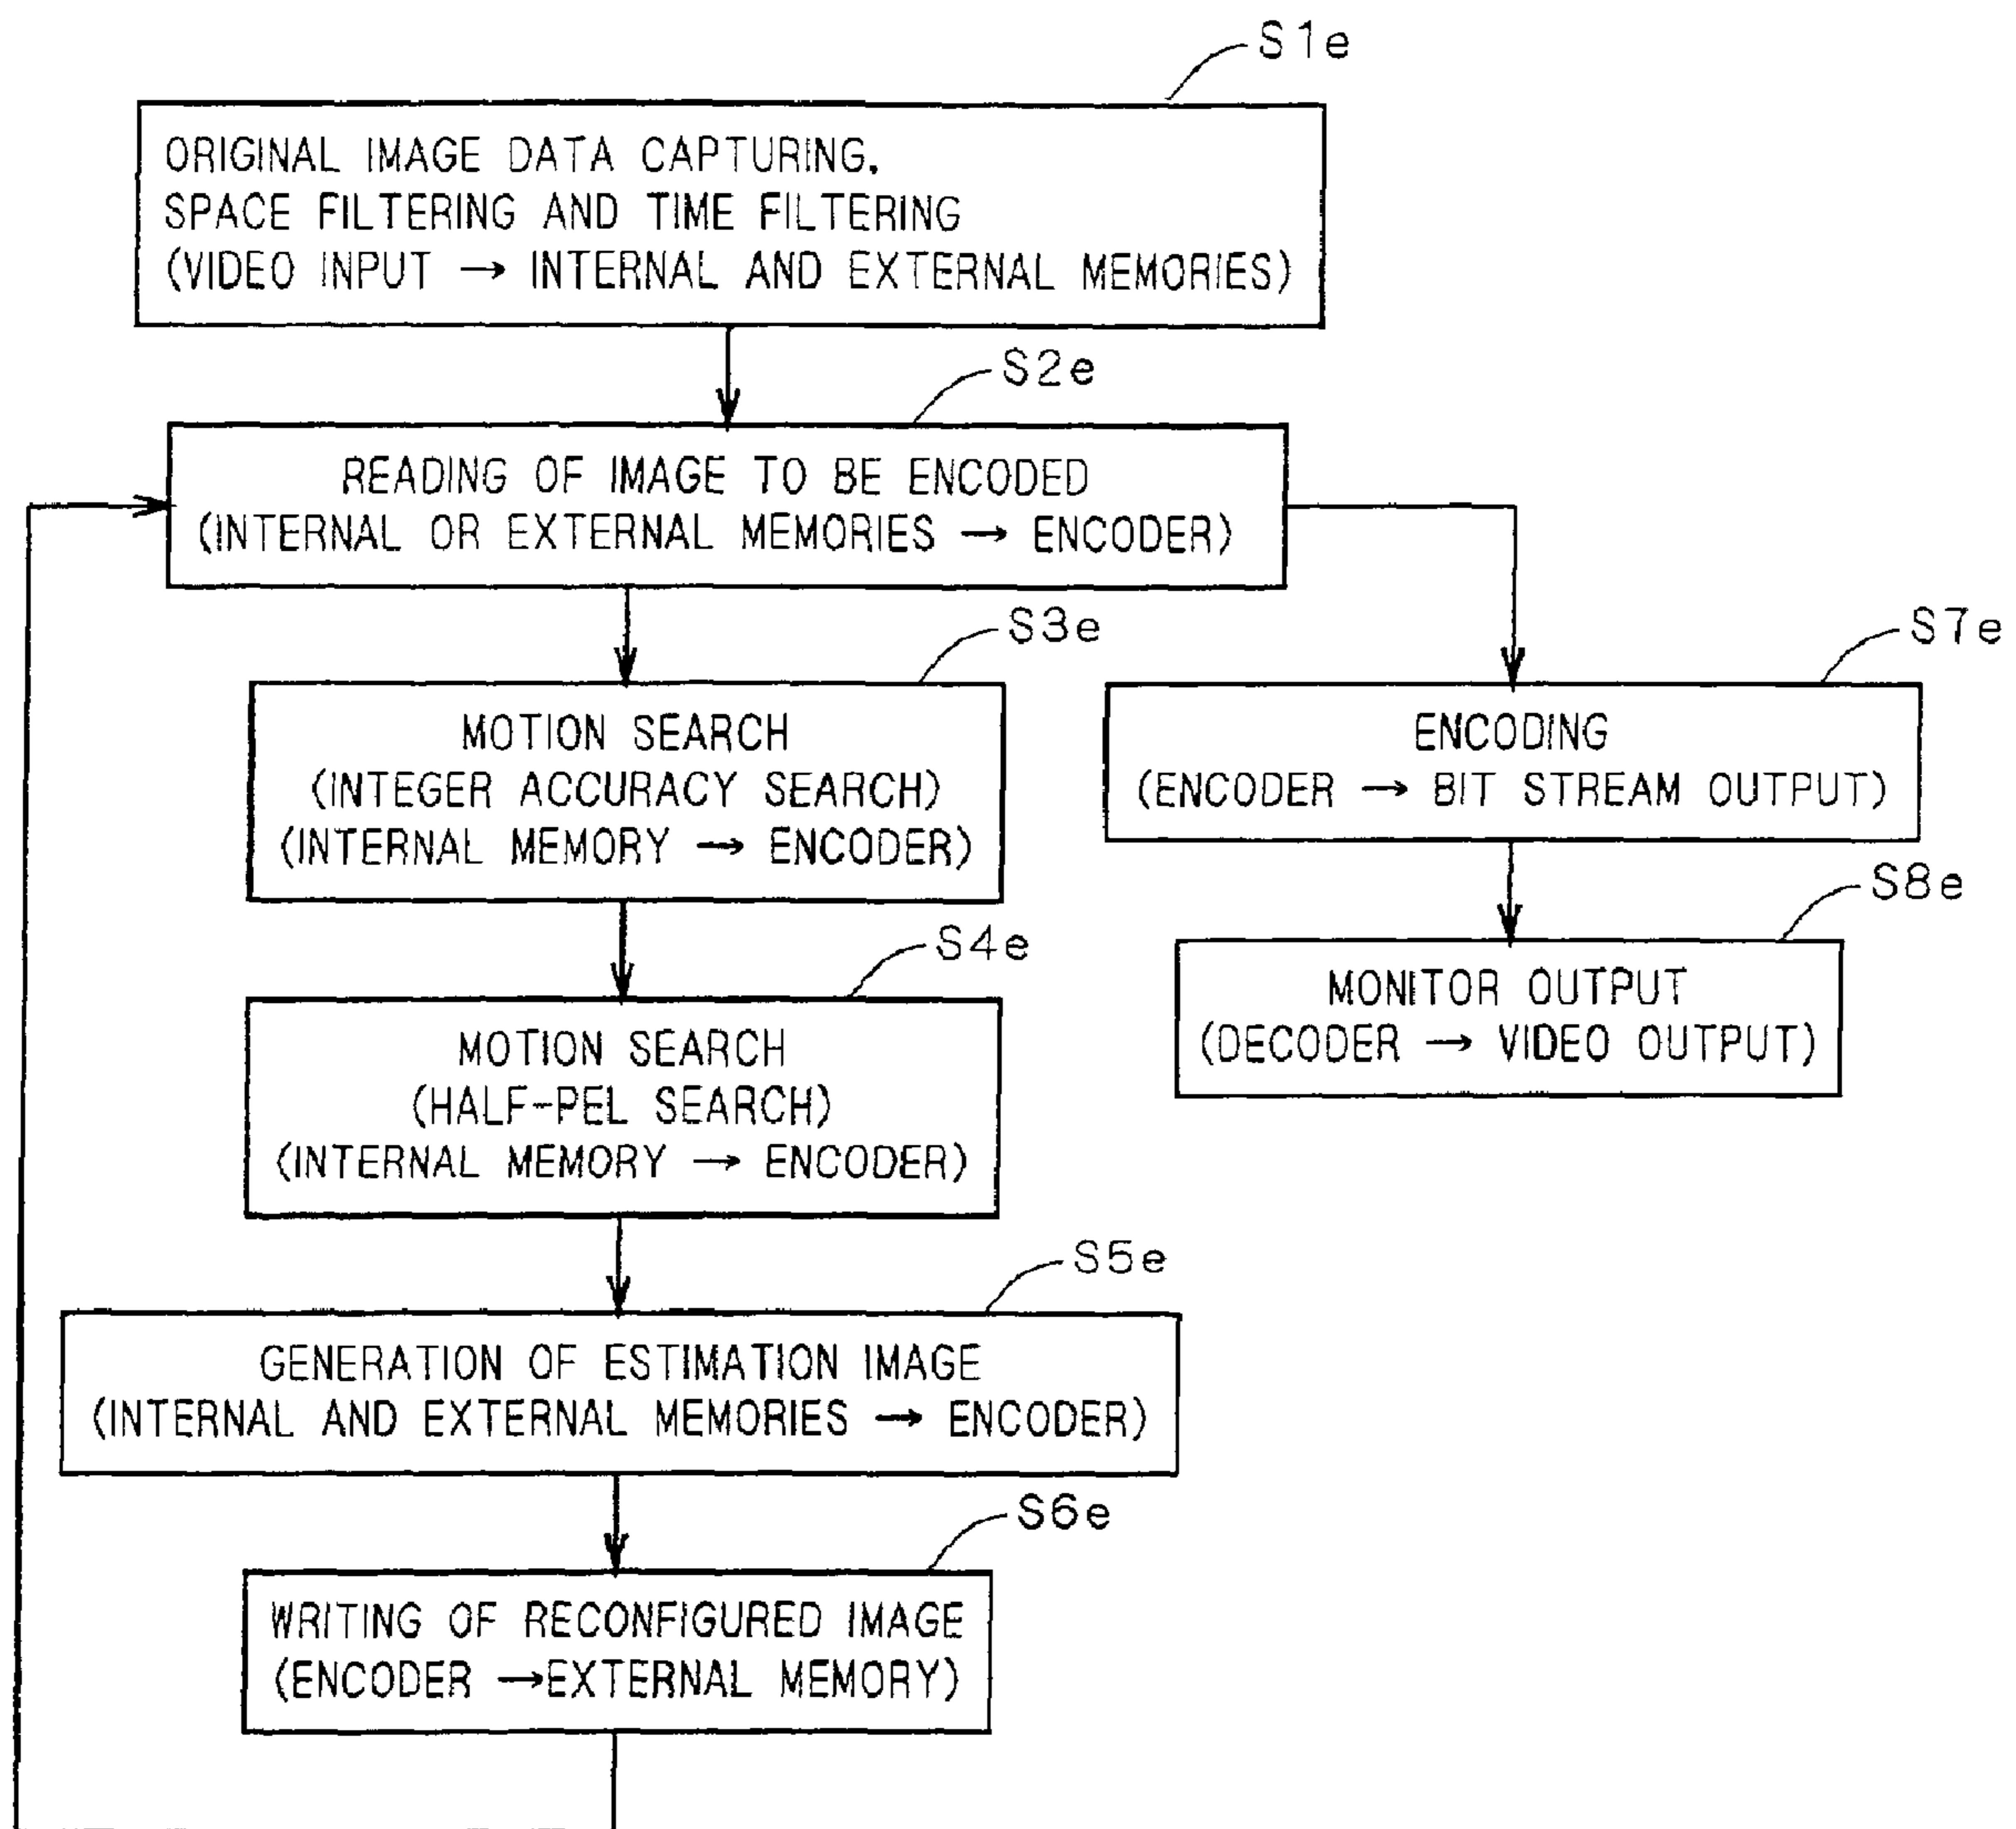 S1e
ORIGINAL IMAGE DATA CAPTURING,
SPACE FILTERING AND TIME FILTERING
(VIDEO INPUT → INTERNAL AND EXTERNAL MEMORIES)
S2e
READING OF IMAGE TO BE ENCODED
(INTERNAL OR EXTERNAL MEMORIES → ENCODER)
S3e
MOTION SEARCH
(INTEGER ACCURACY SEARCH)
(INTERNAL MEMORY → ENCODER)
S7e
ENCODING
(ENCODER → BIT STREAM OUTPUT)
S4e
MOTION SEARCH
(HALF-PEL SEARCH)
(INTERNAL MEMORY → ENCODER)
S8e
MONITOR OUTPUT
(DECODER → VIDEO OUTPUT)
S5e
GENERATION OF ESTIMATION IMAGE
(INTERNAL AND EXTERNAL MEMORIES → ENCODER)
S6e
WRITING OF RECONFIGURED IMAGE
(ENCODER →EXTERNAL MEMORY)